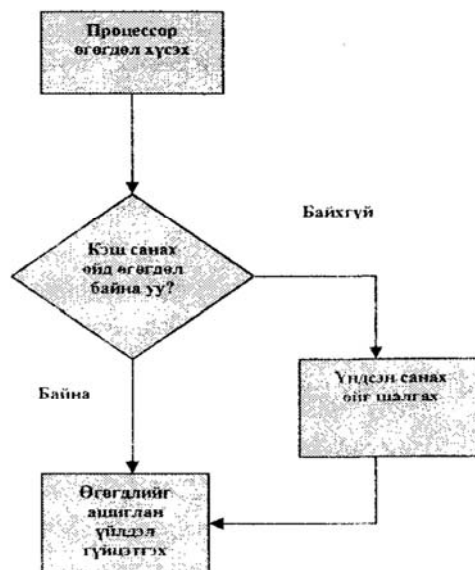 Процессор
өгөгдөл хүсэх
Байхгүй
Кэш санах
ойд өгөгдөл
байна уу?
Үндсэн санах
ойг шалгах
Байна
Өгөгдлийг
ашиглан
үйлдэл
гүйцэтгэх